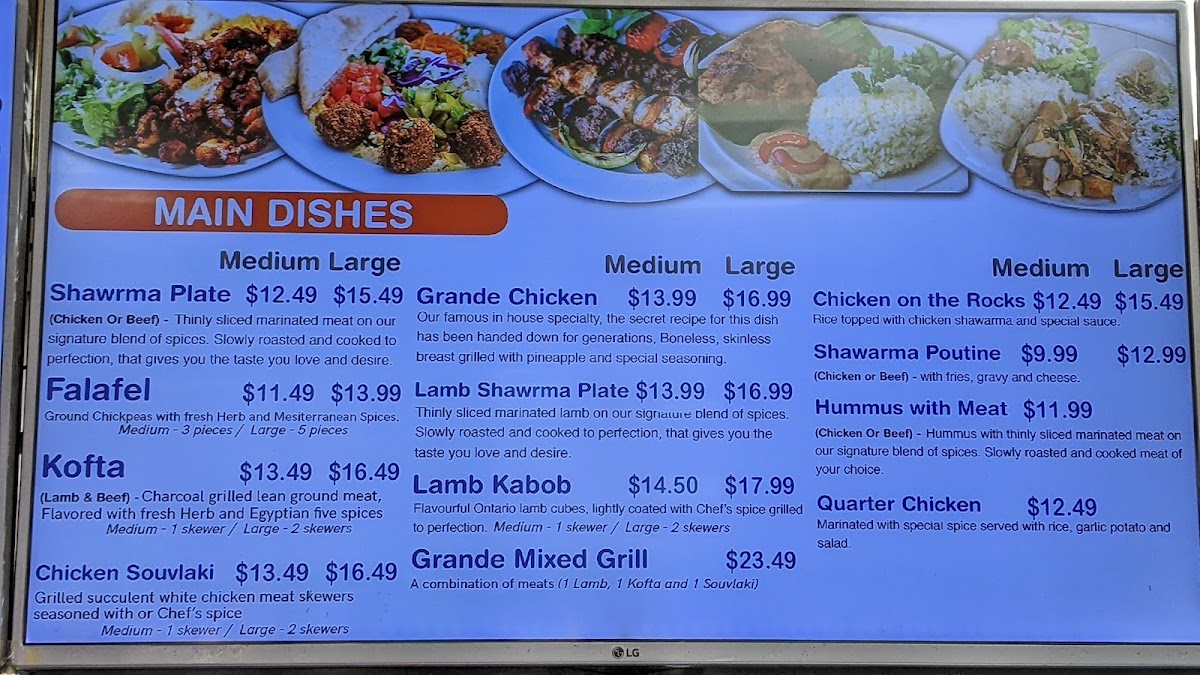 MAIN DISHES
Medium Large
Shawrma Plate $12.49 $15.49
(Chicken Or Beef) - Thinly sliced marinated meat on our
signature blend of spices. Slowly roasted and cooked to
perfection, that gives you the taste you love and desire.
Falafel $11.49 $13.99
Ground Chickpeas with fresh Herb and Mesiterranean Spices.
Medium - 3 pieces / Large - 5 pieces
Kofta $13.49 $16.49
(Lamb & Beef) - Charcoal grilled lean ground meat,
Flavored with fresh Herb and Egyptian five spices
Medium - 1 skewer / Large - 2 skewers
Chicken Souvlaki $13.49 $16.49
Grilled succulent white chicken meat skewers
seasoned with or Chef's spice
Medium - 1 skewer / Large - 2 skewers
Medium Large
Grande Chicken $13.99 $16.99
Our famous in house specialty, the secret recipe for this dish
has been handed down for generations, Boneless, skinless
breast grilled with pineapple and special seasoning.
Lamb Shawrma Plate $13.99 $16.99
Thinly sliced marinated lamb on our signature blend of spices.
Slowly roasted and cooked to perfection, that gives you the
taste you love and desire.
Lamb Kabob $14.50 $17.99
Flavourful Ontario lamb cubes, lightly coated with Chef's spice grilled
to perfection. Medium - 1 skewer / Large - 2 skewers
Grande Mixed Grill $23.49
A combination of meats (1 Lamb, 1 Kofta and 1 Souvlaki)
Medium Large
Chicken on the Rocks $12.49 $15.49
Rice topped with chicken shawarma and special sauce.
Shawarma Poutine $9.99 $12.99
(Chicken or Beef) - with fries, gravy and cheese.
Hummus with Meat $11.99
(Chicken Or Beef) - Hummus with thinly sliced marinated meat on
our signature blend of spices. Slowly roasted and cooked meat of
your choice.
Quarter Chicken $12.49
Marinated with special spice served with rice, garlic potato and
salad.
LG